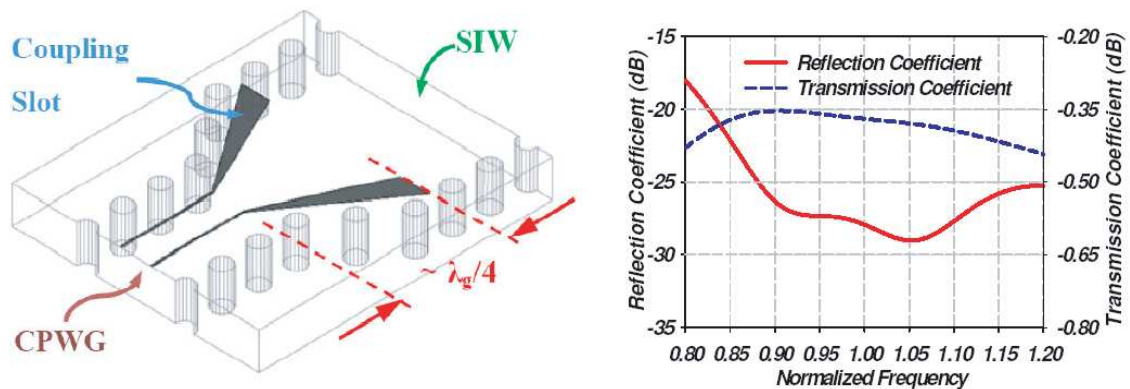 Coupling
Slot
SIW
~ λg/4
CPWG
Reflection Coefficient (dB)
-15
-20
-25
-30
-35
Reflection Coefficient
Transmission Coefficient
-0.20
-0.35
-0.50
-0.65
-0.80
Transmission Coefficient (dB)
0.80 0.85 0.90 0.95 1.00 1.05 1.10 1.15 1.20
Normalized Frequency